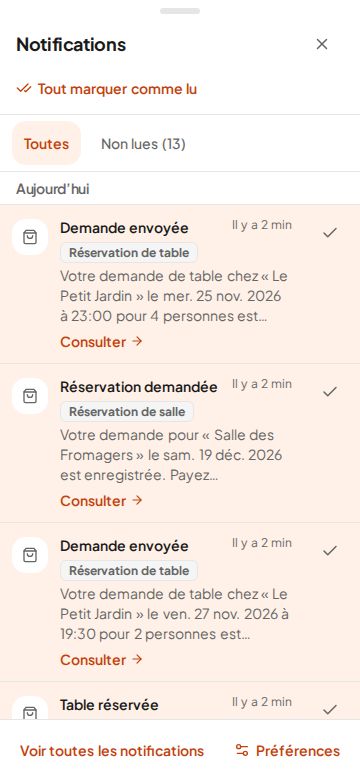 Notifications
Tout marquer comme lu
Toutes
Non lues (13)
Aujourd'hui
Demande envoyée
Il y a 2 min
Réservation de table
Votre demande de table chez « Le
Petit Jardin » le mer. 25 nov. 2026
à 23:00 pour 4 personnes est…
Consulter →
Réservation demandée
Il y a 2 min
Réservation de salle
Votre demande pour « Salle des
Fromagers » le sam. 19 déc. 2026
est enregistrée. Payez…
Consulter →
Demande envoyée
Il y a 2 min
Réservation de table
Votre demande de table chez « Le
Petit Jardin » le ven. 27 nov. 2026 à
19:30 pour 2 personnes est…
Consulter →
Table réservée
Il y a 2 min
Voir toutes les notifications
Préférences